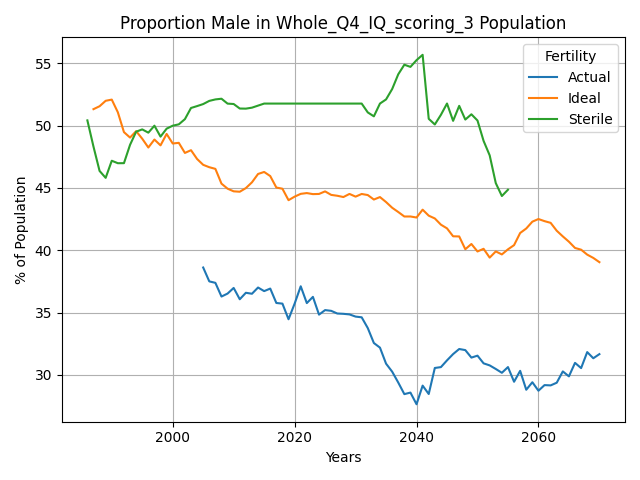 Proportion Male in Whole_Q4_IQ_scoring_3 Population
% of Population
55
50
45
40
35
30
Fertility
Actual
Ideal
Sterile
2000
2020
2040
2060
Years